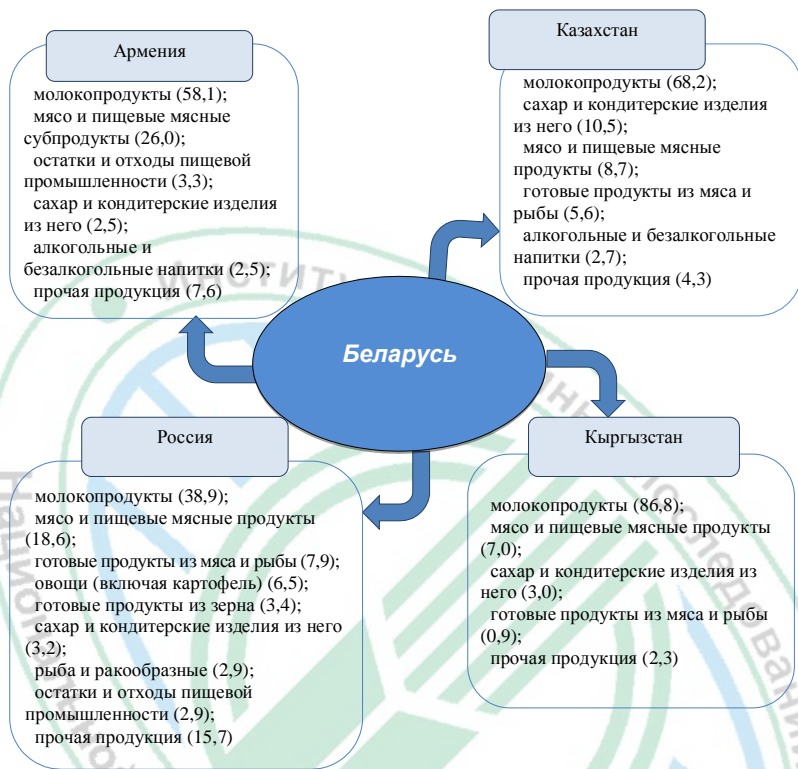 Армения
молокопродукты (58,1);
мясо и пищевые мясные
субпродукты (26,0);
остатки и отходы пищевой
промышленности (3,3);
сахар и кондитерские изделия
из него (2,5);
алкогольные и
безалкогольные напитки (2,5);
прочая продукция (7,6)
Казахстан
молокопродукты (68,2);
сахар и кондитерские изделия
из него (10,5);
мясо и пищевые мясные
продукты (8,7);
готовые продукты из мяса и
рыбы (5,6);
алкогольные и безалкогольные
напитки (2,7);
прочая продукция (4,3)
Беларусь
Россия
молокопродукты (38,9);
мясо и пищевые мясные продукты
(18,6);
готовые продукты из мяса и рыбы (7,9);
овощи (включая картофель) (6,5);
готовые продукты из зерна (3,4);
сахар и кондитерские изделия из него
(3,2);
рыба и ракообразные (2,9);
остатки и отходы пищевой
промышленности (2,9);
прочая продукция (15,7)
Кыргызстан
молокопродукты (86,8);
мясо и пищевые мясные продукты
(7,0);
сахар и кондитерские изделия из
него (3,0);
готовые продукты из мяса и рыбы
(0,9);
прочая продукция (2,3)